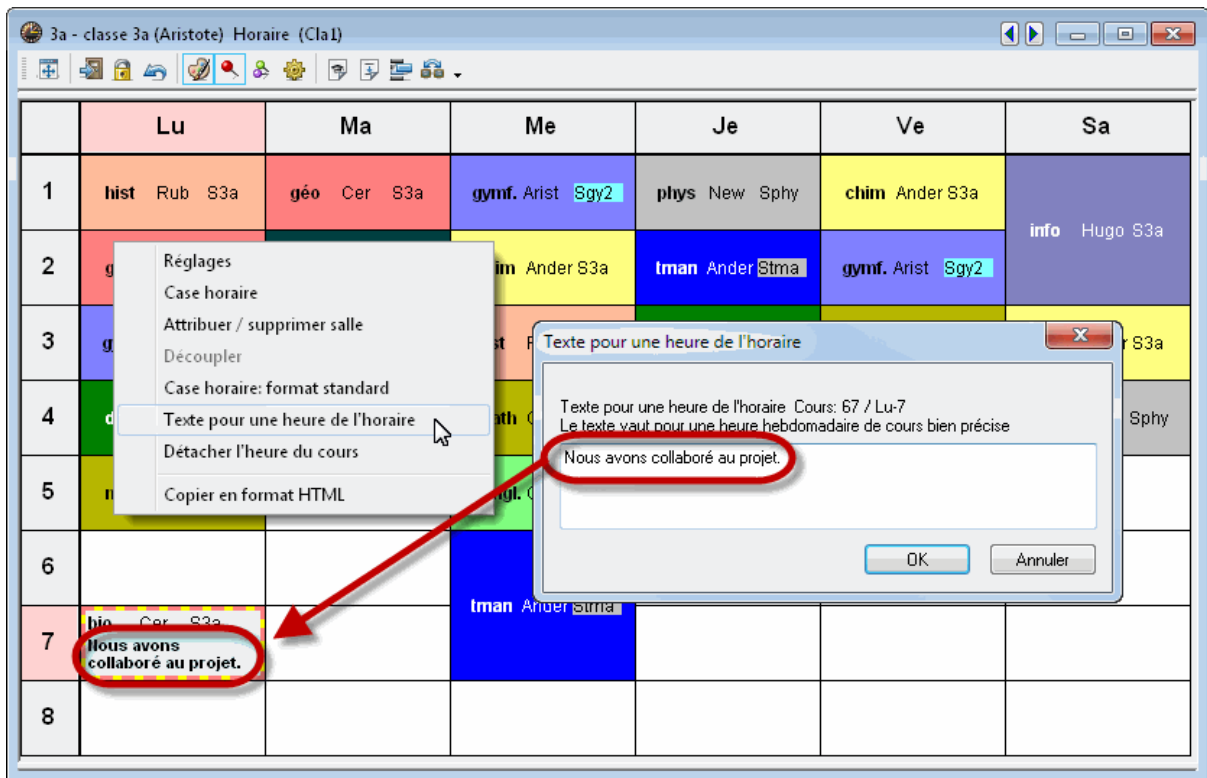 3a - classe 3a (Aristote) Horaire (Cla1)
Lu Ma Me Je Ve Sa
1 hist Rub S3a géo Cer S3a gymf. Arist Sgy2 phys New Sphy chim Ander S3a
info Hugo S3a
2 Ander S3a tman Ander Stma gymf. Arist Sgy2
Réglages
Case horaire
Attribuer / supprimer salle
Découpler
Case horaire: format standard
Texte pour une heure de l'horaire
Détacher l'heure du cours
Copier en format HTML
3 S3a
Texte pour une heure de l'horaire
Texte pour une heure de l'horaire Cours: 67 / Lu-7
Le texte vaut pour une heure hebdomadaire de cours bien précise
Nous avons collaboré au projet.
OK Annuler
4 Sphy
5
6
tman Ander Stma
7 bio Cer S3a
Nous avons
collaboré au projet.
8